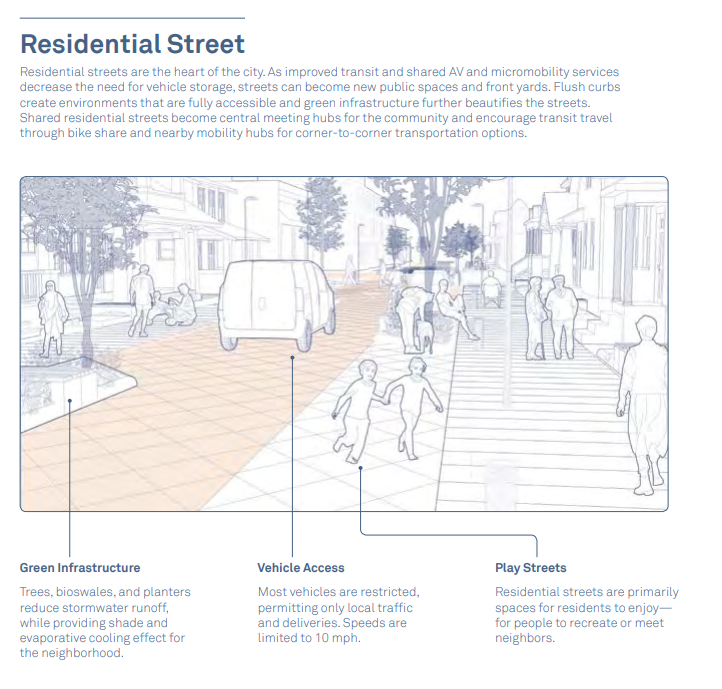 Residential Street
Residential streets are the heart of the city. As improved transit and shared AV and micromobility services
decrease the need for vehicle storage, streets can become new public spaces and front yards. Flush curbs
create environments that are fully accessible and green infrastructure further beautifies the streets.
Shared residential streets become central meeting hubs for the community and encourage transit travel
through bike share and nearby mobility hubs for corner-to-corner transportation options.
Green Infrastructure
Trees, bioswales, and planters
reduce stormwater runoff,
while providing shade and
evaporative cooling effect for
the neighborhood.
Vehicle Access
Most vehicles are restricted,
permitting only local traffic
and deliveries. Speeds are
limited to 10 mph.
Play Streets
Residential streets are primarily
spaces for residents to enjoy—
for people to recreate or meet
neighbors.